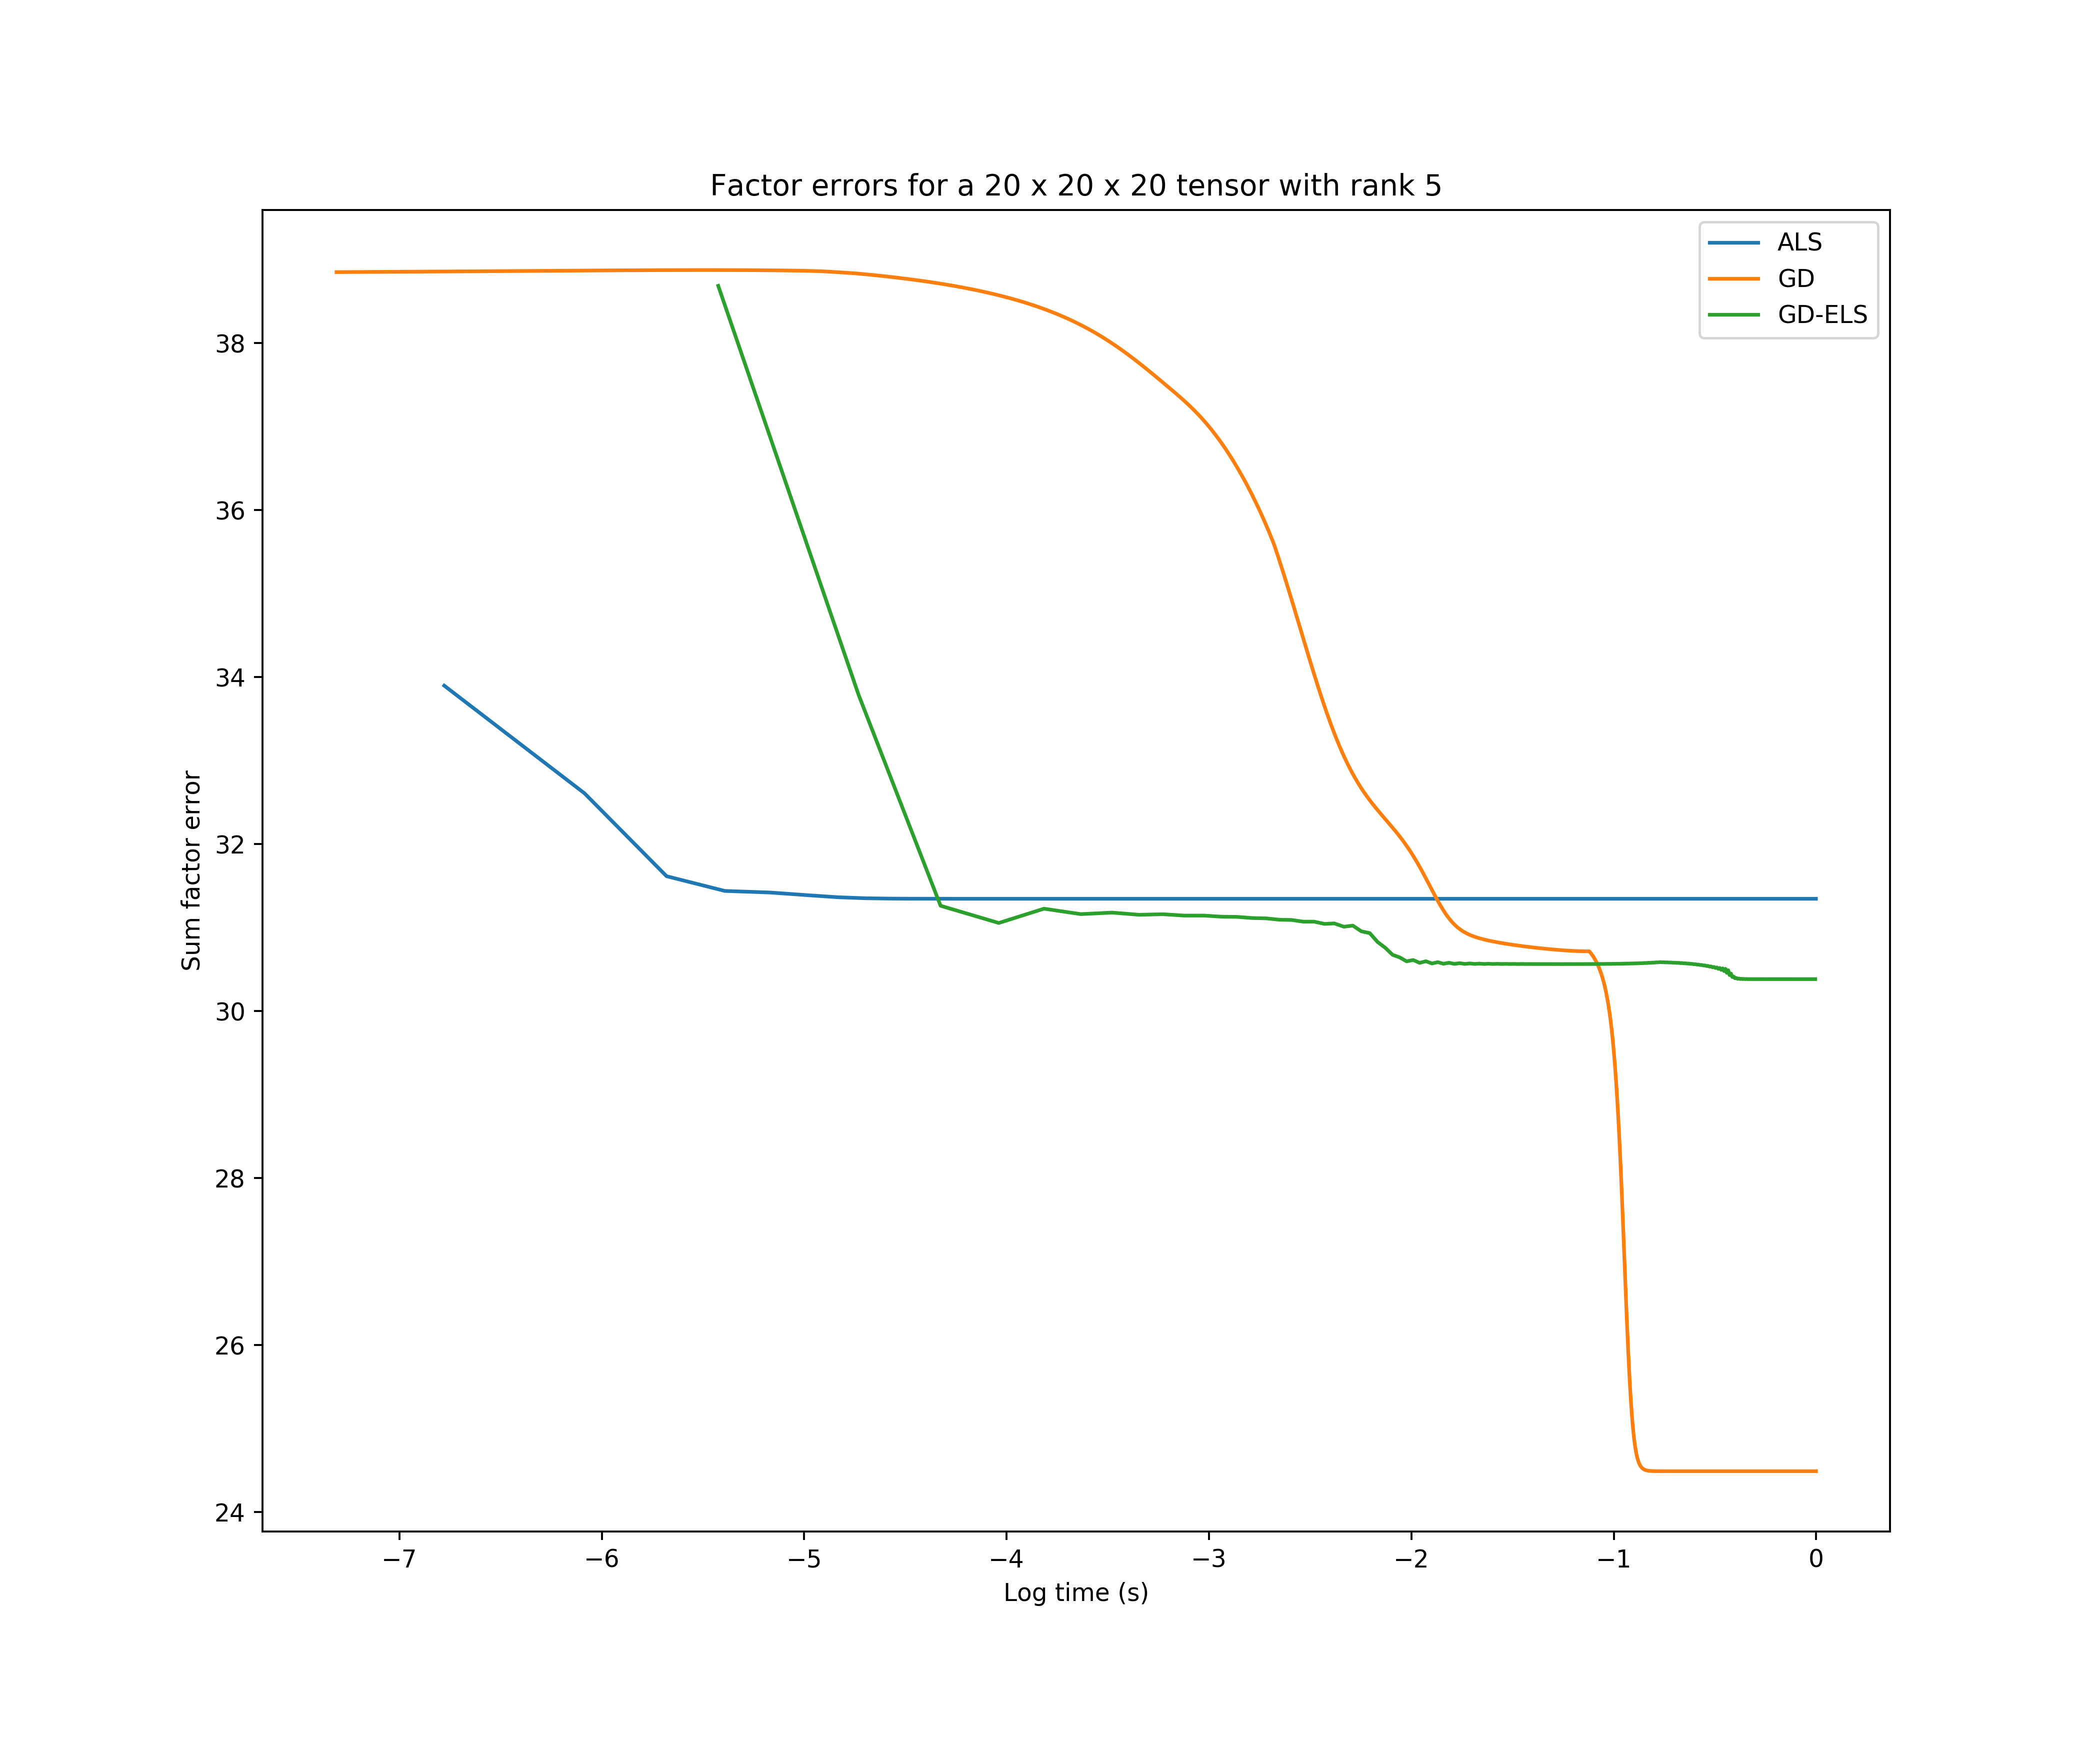 Factor errors for a 20 x 20 x 20 tensor with rank 5
ALS
GD
GD-ELS
Sum factor error
38
36
34
32
30
28
26
24
−7
−6
−5
−4
−3
−2
−1
0
Log time (s)